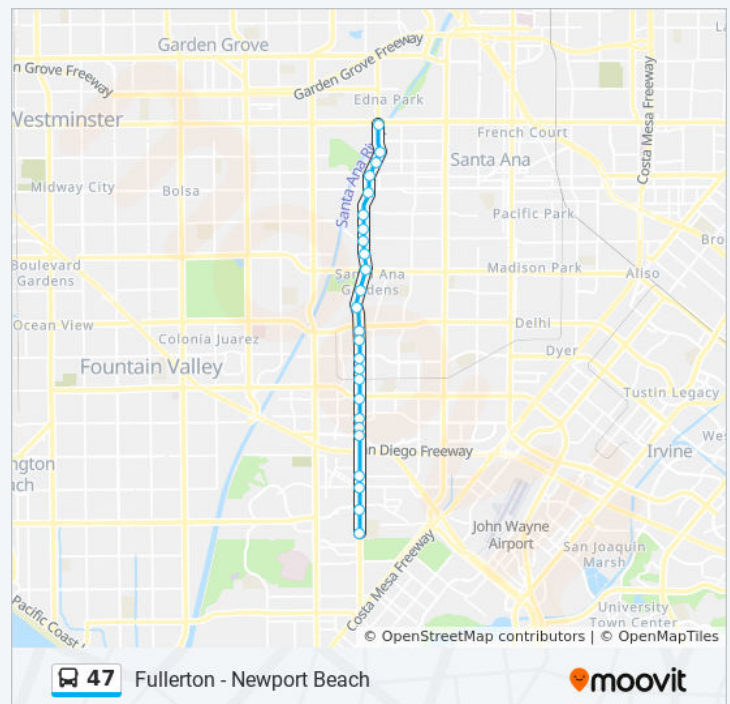 Garden Grove
n Grove Freeway
Garden Grove Freeway
Costa Mesa Freeway
Edna Park
Westminster
French Court
Santa Ana
Midway City
Bolsa
Santa Ana Ri
Pacific Park
Bro
Boulevard
Gardens
Santa Ana
Gardens
Madison Park
Aliso
Ocean View
Colonia Juarez
Delhi
Dyer
Fountain Valley
Tustin Legacy
ngton
ach
n Diego Freeway
Irvine
Wes
John Wayne
Airport
San Joaquin
Marsh
Costa Mesa Freeway
University
Town Center
Pacific Coast
© OpenStreetMap contributors | © OpenMapTiles
47 Fullerton - Newport Beach
moovit